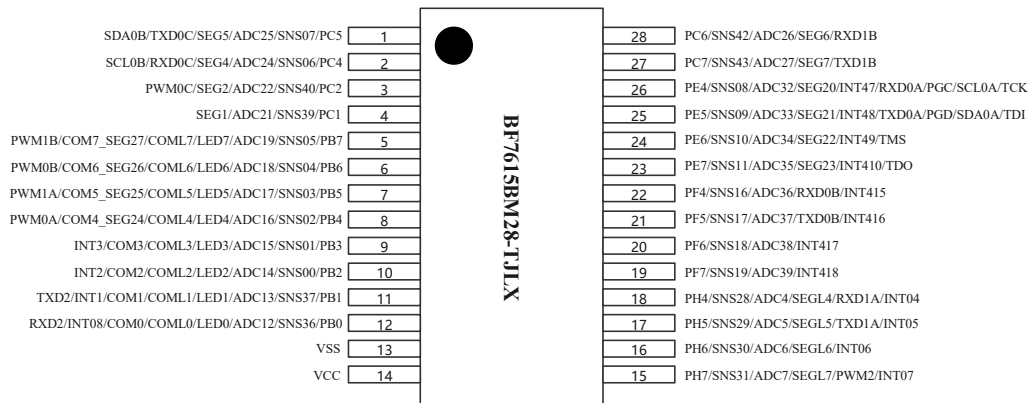 SDA0B/TXD0C/SEG5/ADC25/SNS07/PC5 1
SCL0B/RXD0C/SEG4/ADC24/SNS06/PC4 2
PWM0C/SEG2/ADC22/SNS40/PC2 3
SEG1/ADC21/SNS39/PC1 4
PWM1B/COM7_SEG27/COML7/LED7/ADC19/SNS05/PB7 5
PWM0B/COM6_SEG26/COML6/LED6/ADC18/SNS04/PB6 6
PWM1A/COM5_SEG25/COML5/LED5/ADC17/SNS03/PB5 7
PWM0A/COM4_SEG24/COML4/LED4/ADC16/SNS02/PB4 8
INT3/COM3/COML3/LED3/ADC15/SNS01/PB3 9
INT2/COM2/COML2/LED2/ADC14/SNS00/PB2 10
TXD2/INT1/COM1/COML1/LED1/ADC13/SNS37/PB1 11
RXD2/INT08/COM0/COML0/LED0/ADC12/SNS36/PB0 12
VSS 13
VCC 14
BF7615BM28-TJLX
28 PC6/SNS42/ADC26/SEG6/RXD1B
27 PC7/SNS43/ADC27/SEG7/TXD1B
26 PE4/SNS08/ADC32/SEG20/INT47/RXD0A/PGC/SCL0A/TCK
25 PE5/SNS09/ADC33/SEG21/INT48/TXD0A/PGD/SDA0A/TDI
24 PE6/SNS10/ADC34/SEG22/INT49/TMS
23 PE7/SNS11/ADC35/SEG23/INT410/TDO
22 PF4/SNS16/ADC36/RXD0B/INT415
21 PF5/SNS17/ADC37/TXD0B/INT416
20 PF6/SNS18/ADC38/INT417
19 PF7/SNS19/ADC39/INT418
18 PH4/SNS28/ADC4/SEGL4/RXD1A/INT04
17 PH5/SNS29/ADC5/SEGL5/TXD1A/INT05
16 PH6/SNS30/ADC6/SEGL6/INT06
15 PH7/SNS31/ADC7/SEGL7/PWM2/INT07